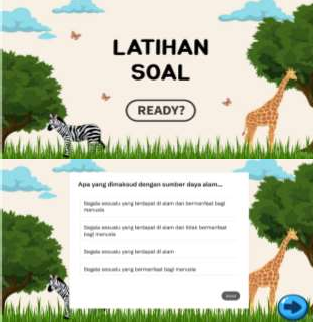 LATIHAN
SOAL
READY?
Apa yang dimaksud dengan sumber daya alam...
Segala sesuatu yang terdapat di alam dan bermanfaat bagi
manusia
Segala sesuatu yang terdapat di alam dan tidak bermanfaat
bagi manusia
Segala sesuatu yang terdapat di alam
Segala sesuatu yang bermanfaat bagi manusia